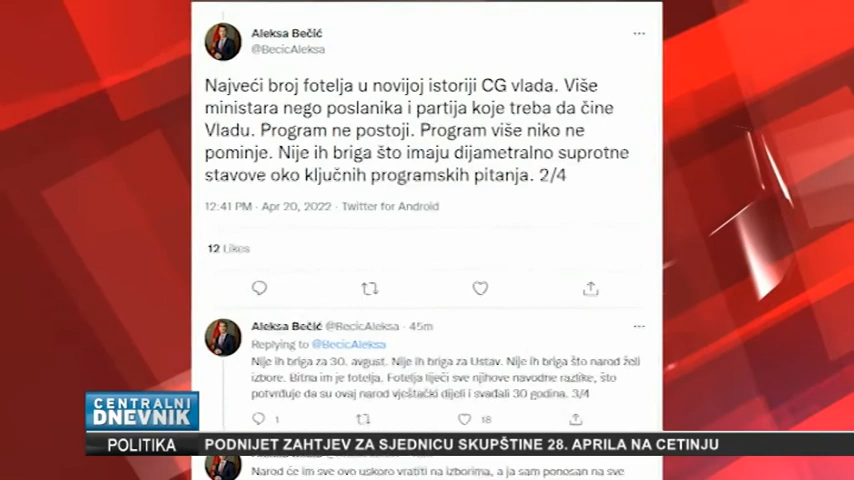 Aleksa Bečić
@BecicAleksa
Najveći broj fotelja u novijoj istoriji CG vlada. Više
ministara nego poslanika i partija koje treba da čine
Vladu. Program ne postoji. Program više niko ne
pominje. Nije ih briga što imaju dijametralno suprotne
stavove oko ključnih programskih pitanja. 2/4
12:41 PM · Apr 20, 2022 · Twitter for Android
12 Likes
Aleksa Bečić @BecicAleksa · 45m
Replying to @BecicAleksa
Nije ih briga za 30. avgust. Nije ih briga za Ustav. Nije ih briga što narod želi
izbore. Bitna im je fotelja. Fotelja liječi sve njihove navodne razlike, što
potvrđuje da su ovaj narod vještački dijeli i svađali 30 godina. 3/4
1 18
CENTRALNI
DNEVNIK
POLITIKA PODNIJET ZAHTJEV ZA SJEDNICU SKUPŠTINE 28. APRILA NA CETINJU
Narod će im sve ovo uskoro vratiti na izborima, a ja sam ponosan na sve